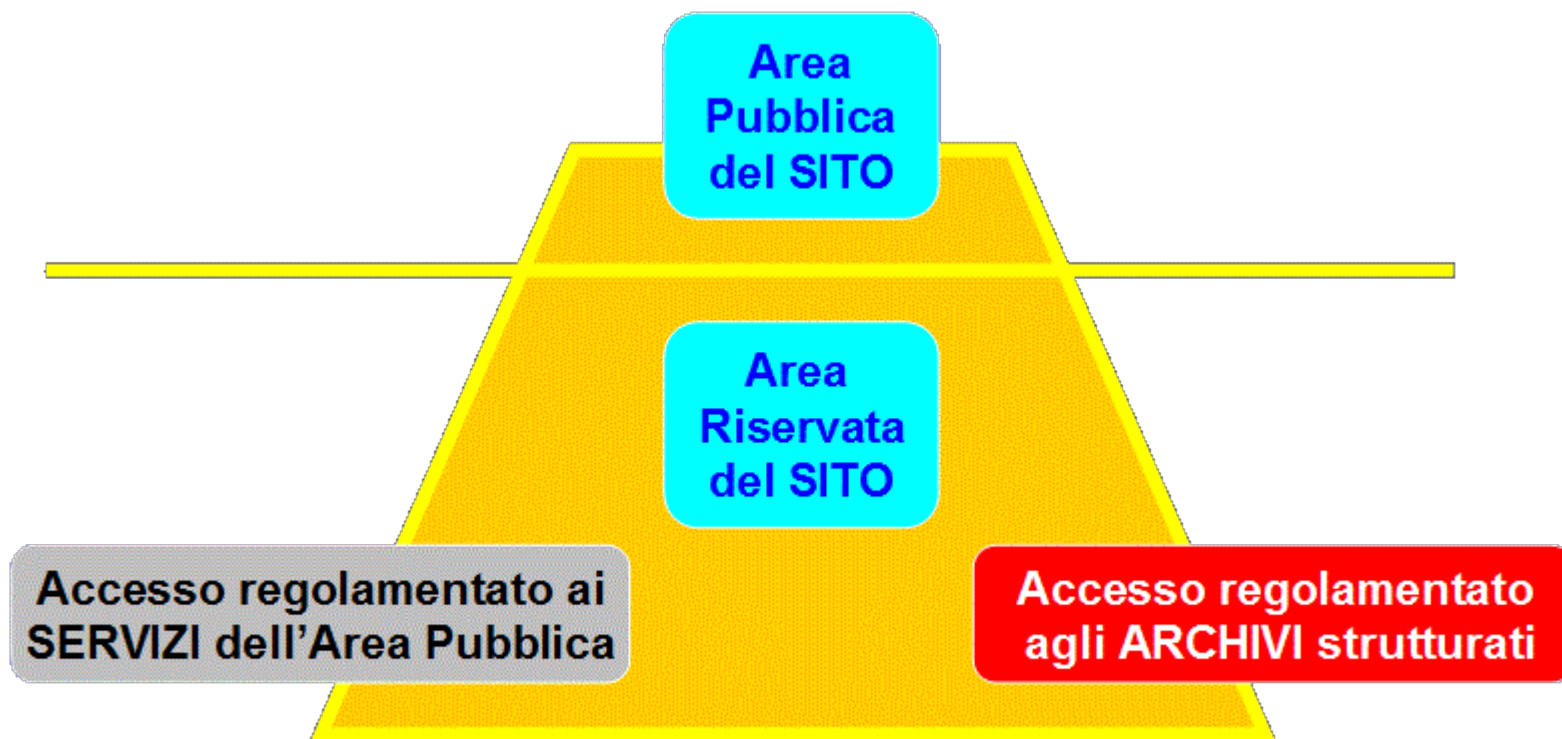 Area
Pubblica
del SITO
Area
Riservata
del SITO
Accesso regolamentato ai
SERVIZI dell’Area Pubblica
Accesso regolamentato
agli ARCHIVI strutturati